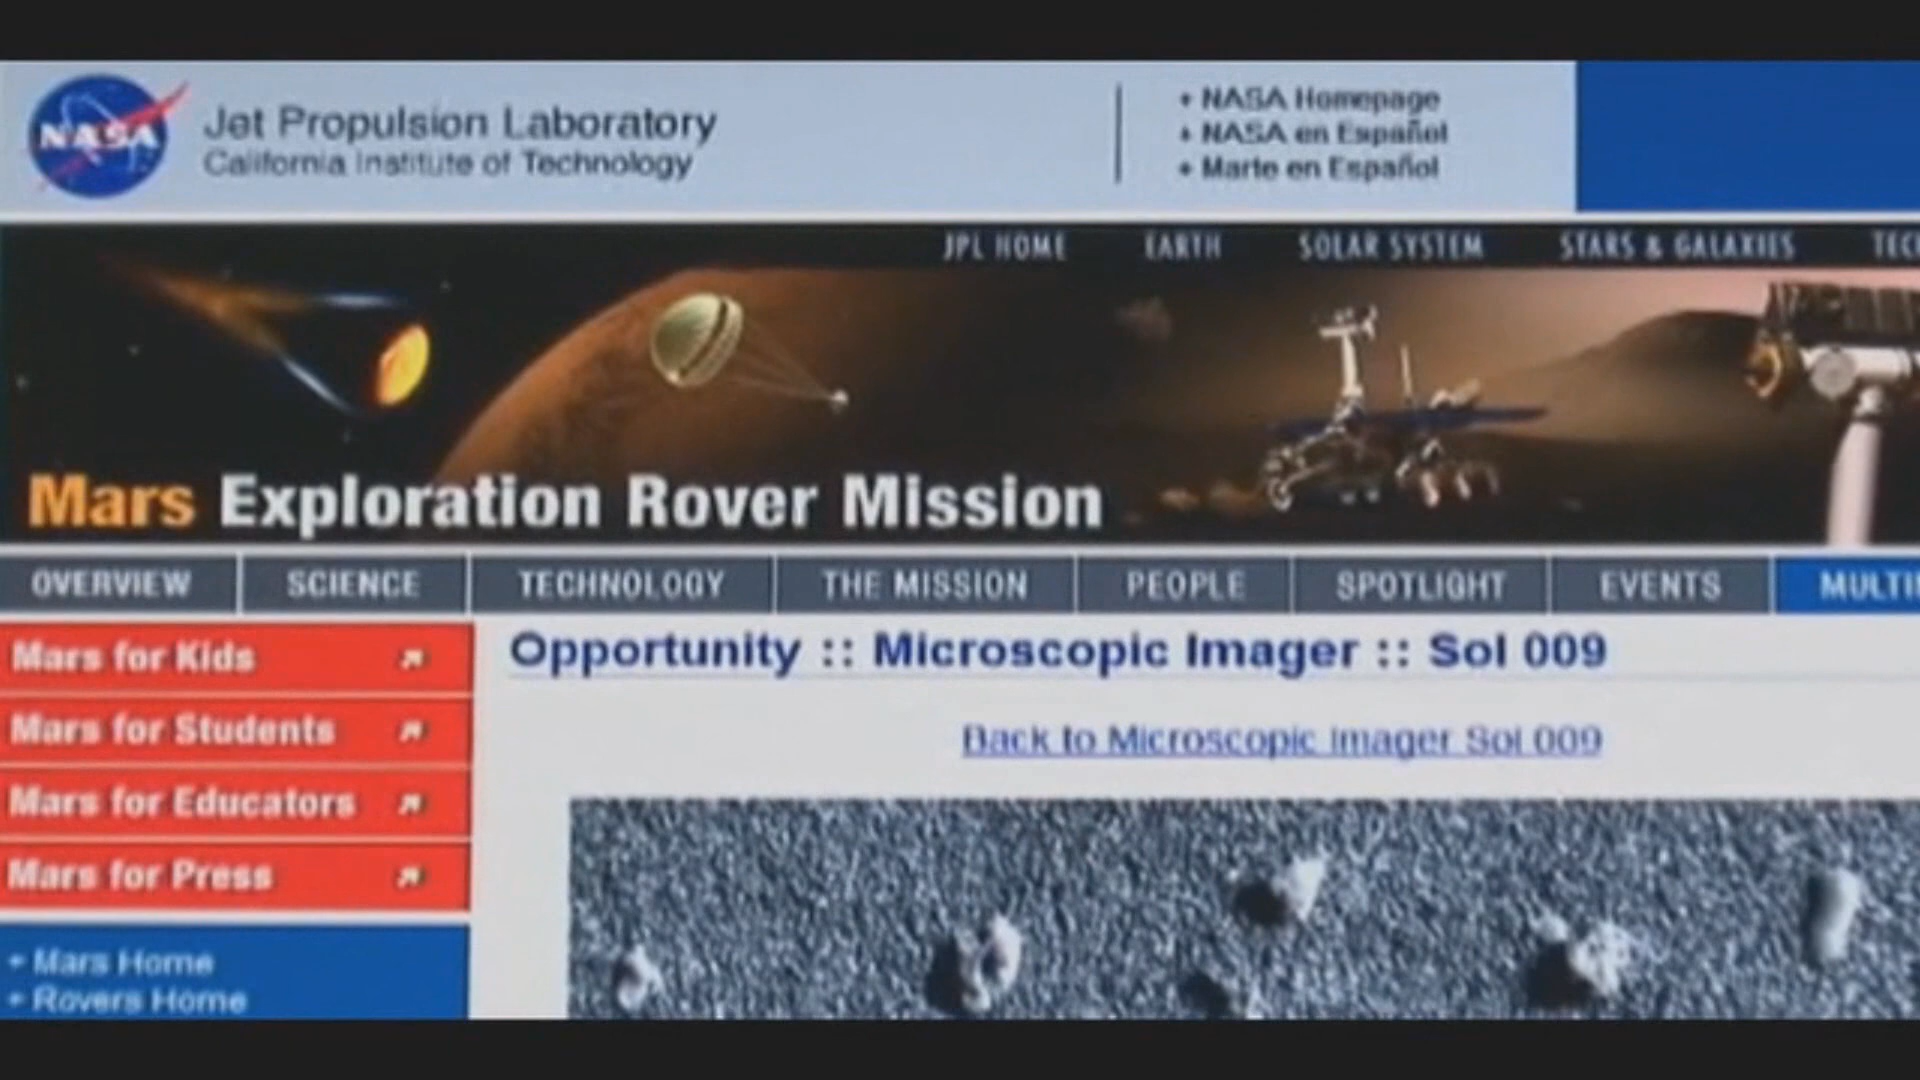 NASA
Jet Propulsion Laboratory
California Institute of Technology
+ NASA Homepage
+ NASA en Español
+ Marte en Español
JPL HOME EARTH SOLAR SYSTEM STARS & GALAXIES
Mars Exploration Rover Mission
OVERVIEW SCIENCE TECHNOLOGY THE MISSION PEOPLE SPOTLIGHT EVENTS
Mars for Kids
Mars for Students
Mars for Educators
Mars for Press
+ Mars Home
+ Rovers Home
Opportunity :: Microscopic Imager :: Sol 009
Back to Microscopic Imager Sol 009